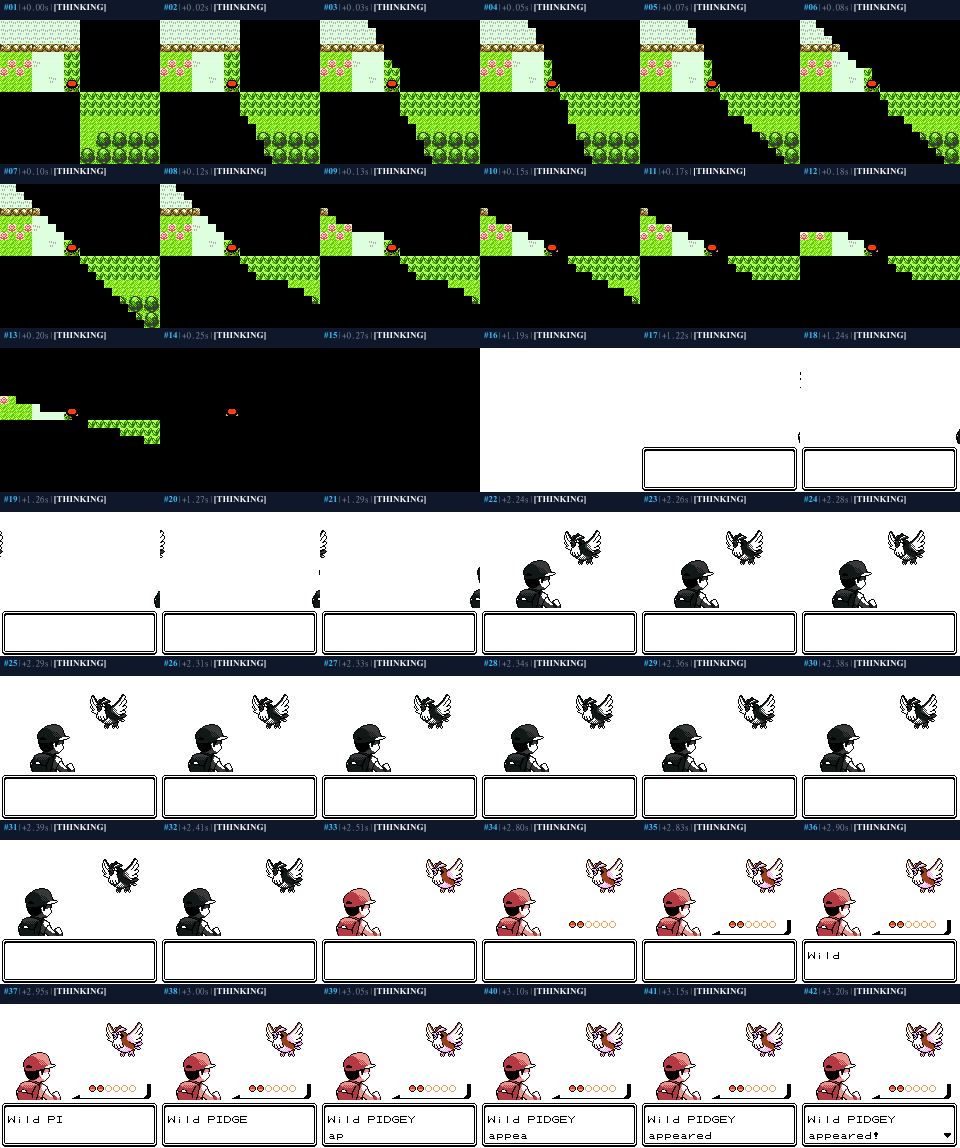 #01|+0.00s|[THINKING] #02|+0.02s|[THINKING] #03|+0.03s|[THINKING] #04|+0.05s|[THINKING] #05|+0.07s|[THINKING] #06|+0.08s|[THINKING]
#07|+0.10s|[THINKING] #08|+0.12s|[THINKING] #09|+0.13s|[THINKING] #10|+0.15s|[THINKING] #11|+0.17s|[THINKING] #12|+0.18s|[THINKING]
#13|+0.20s|[THINKING] #14|+0.25s|[THINKING] #15|+0.27s|[THINKING] #16|+1.19s|[THINKING] #17|+1.22s|[THINKING] #18|+1.24s|[THINKING]
#19|+1.26s|[THINKING] #20|+1.27s|[THINKING] #21|+1.29s|[THINKING] #22|+2.24s|[THINKING] #23|+2.26s|[THINKING] #24|+2.28s|[THINKING]
#25|+2.29s|[THINKING] #26|+2.31s|[THINKING] #27|+2.33s|[THINKING] #28|+2.34s|[THINKING] #29|+2.36s|[THINKING] #30|+2.38s|[THINKING]
#31|+2.39s|[THINKING] #32|+2.41s|[THINKING] #33|+2.51s|[THINKING] #34|+2.80s|[THINKING] #35|+2.83s|[THINKING] #36|+2.90s|[THINKING]
Wild
#37|+2.95s|[THINKING] #38|+3.00s|[THINKING] #39|+3.05s|[THINKING] #40|+3.10s|[THINKING] #41|+3.15s|[THINKING] #42|+3.20s|[THINKING]
Wild PI
Wild PIDGE
Wild PIDGEY
ap
Wild PIDGEY
appea
Wild PIDGEY
appeared
Wild PIDGEY
appeared!